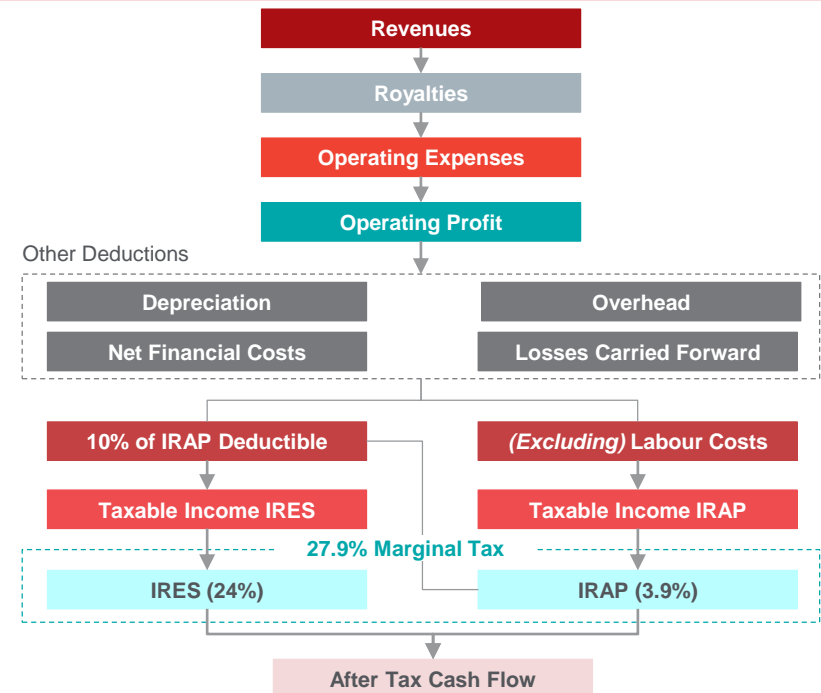 Revenues
Royalties
Operating Expenses
Operating Profit
Other Deductions
Depreciation
Overhead
Net Financial Costs
Losses Carried Forward
10% of IRAP Deductible
(Excluding) Labour Costs
Taxable Income IRES
Taxable Income IRAP
27.9% Marginal Tax
IRES (24%)
IRAP (3.9%)
After Tax Cash Flow